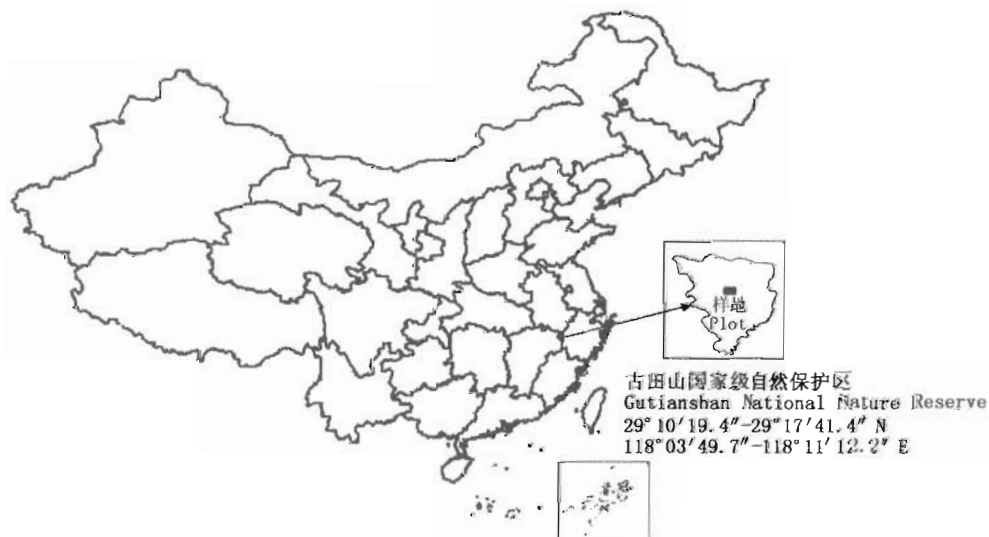 样地
Plot
古田山国家级自然保护区
Gutianshan National Nature Reserve
29°10′19.4″-29°17′41.4″ N
118°03′49.7″-118°11′12.2″ E